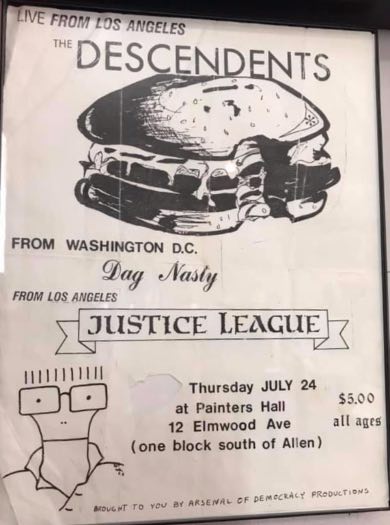 LIVE FROM LOS ANGELES
THE DESCENDENTS
FROM WASHINGTON D.C.
Dag Nasty
FROM LOS ANGELES
JUSTICE LEAGUE
Thursday JULY 24
at Painters Hall
12 Elmwood Ave
(one block south of Allen)
$5.00
all ages
BROUGHT TO YOU BY ARSENAL OF DEMOCRACY PRODUCTIONS